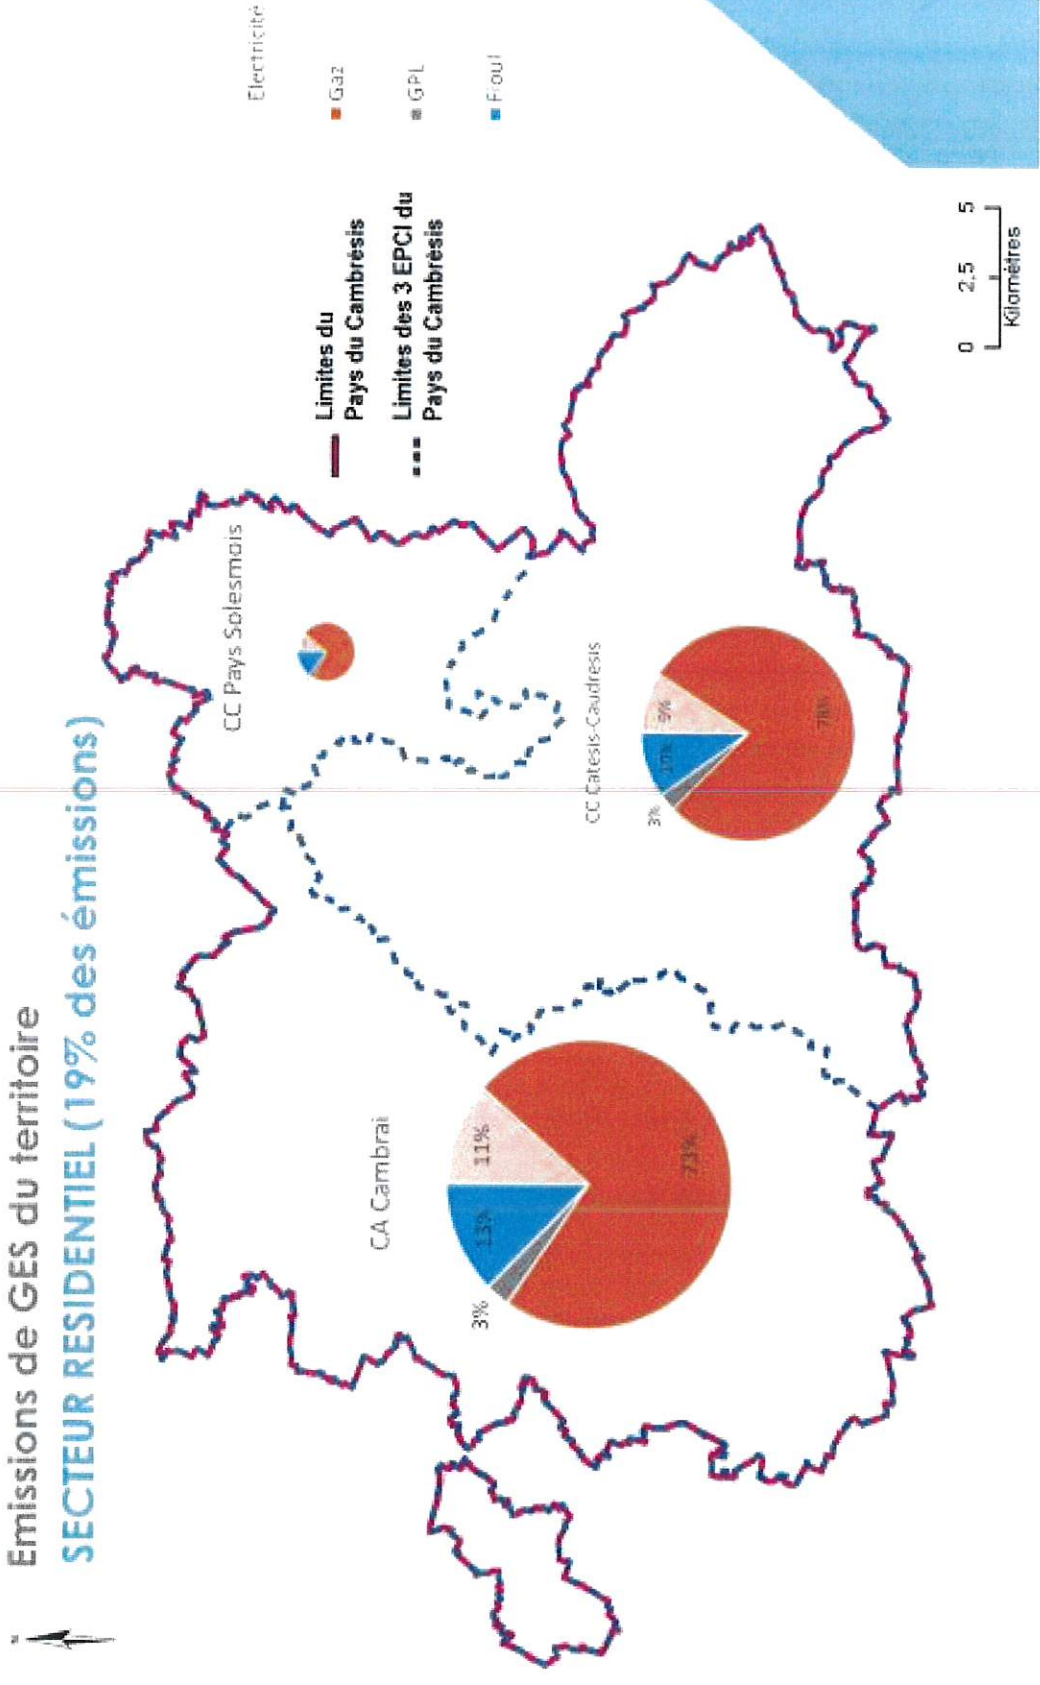 N
Emissions de GES du territoire
SECTEUR RESIDENTIEL (19% des émissions)
Electricité
Gaz
GPL
Fioul
Limites du
Pays du Cambrésis
Limites des 3 EPCI du
Pays du Cambrésis
CC Pays Solesmois
CA Cambrai
3%
13%
11%
73%
CC Catesis-Caudresis
3%
10%
9%
78%
0 2,5 5
Kilomètres